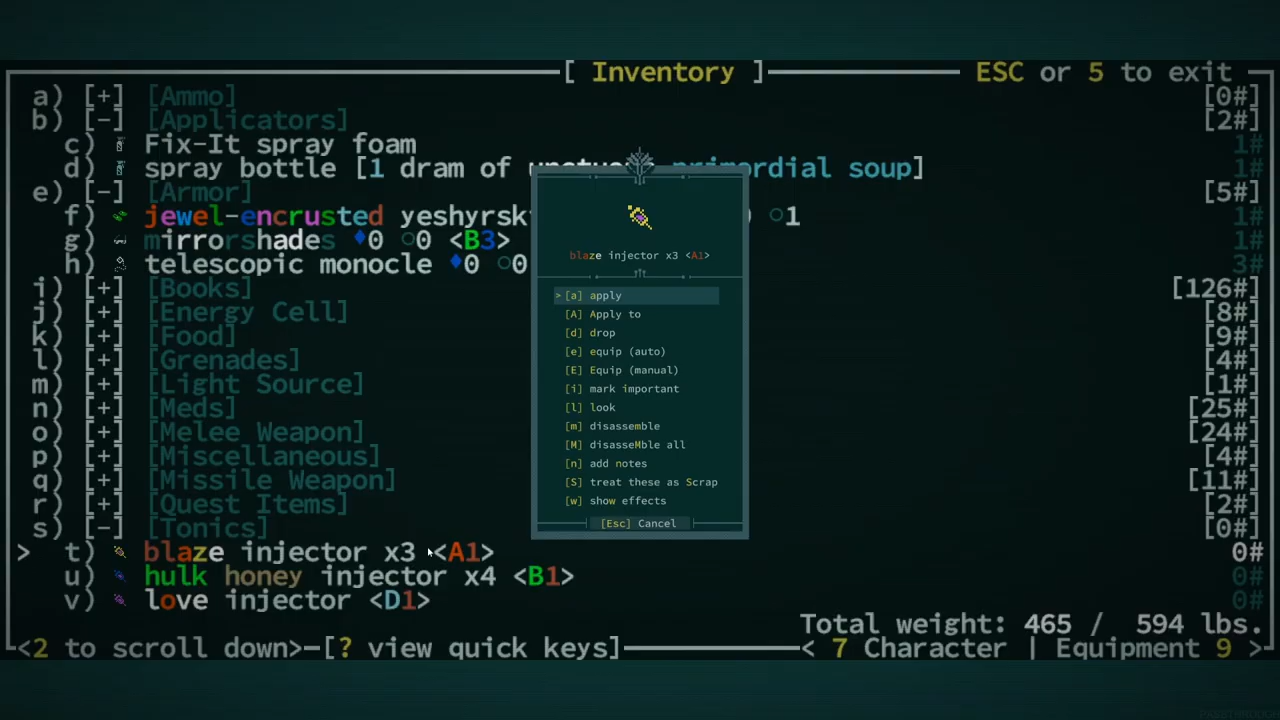 [ Inventory ] ESC or 5 to exit
a) [+] [Ammo] [0#]
b) [-] [Applicators] [2#]
c) Fix-It spray foam 1#
d) spray bottle [1 dram of unctuous primordial soup] 1#
e) [-] [Armor] [5#]
f) jewel-encrusted yeshyrsk 0 ○1 1#
g) mirrorshades ♦0 ○0 <B3> 1#
h) telescopic monocle ♦0 ○0 3#
i) [+] [Books] [126#]
j) [+] [Energy Cell] [8#]
k) [+] [Food] [9#]
l) [+] [Grenades] [4#]
m) [+] [Light Source] [1#]
n) [+] [Meds] [25#]
o) [+] [Melee Weapon] [24#]
p) [+] [Miscellaneous] [4#]
q) [+] [Missile Weapon] [11#]
r) [+] [Quest Items] [2#]
s) [-] [Tonics] [0#]
> t) blaze injector x3 <A1> 0#
u) hulk honey injector x4 <B1> 0#
v) love injector <D1> 0#
Total weight: 465 / 594 lbs.
<2 to scroll down> [? view quick keys] < 7 Character | Equipment 9 >
blaze injector x3 <A1>
> [a] apply
[A] Apply to
[d] drop
[e] equip (auto)
[E] Equip (manual)
[i] mark important
[l] look
[m] disassemble
[M] disasseMble all
[n] add notes
[S] treat these as Scrap
[w] show effects
[Esc] Cancel